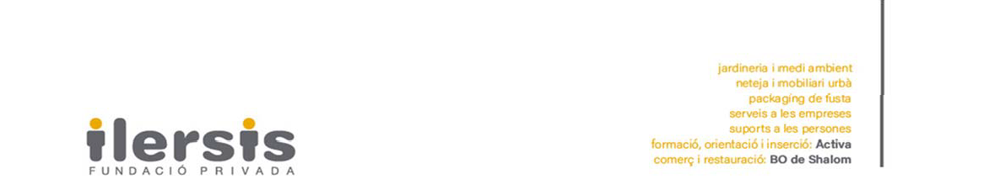 ilersis
FUNDACIÓ PRIVADA
jardineria i medi ambient
neteja i mobiliari urbà
packaging de fusta
serveis a les empreses
suports a les persones
formació, orientació i inserció: Activa
comerç i restauració: BO de Shalom